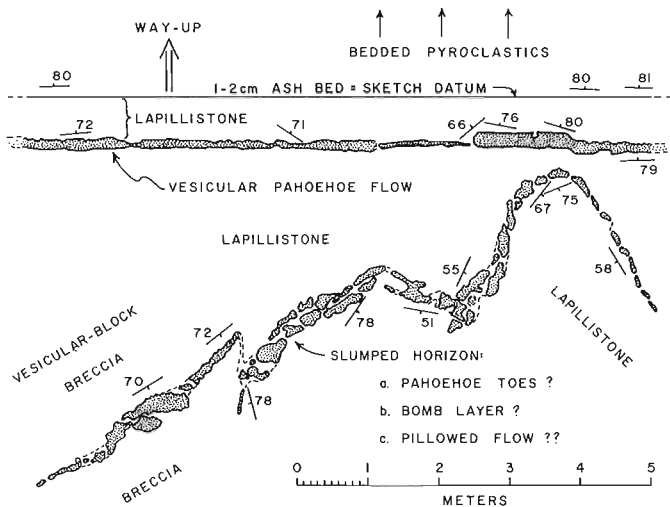 WAY-UP
BEDDED PYROCLASTICS
80
1-2cm ASH BED = SKETCH DATUM
80
81
LAPILLISTONE
72
71
66
76
80
VESICULAR PAHOEHOE FLOW
79
LAPILLISTONE
67
75
55
58
LAPILLISTONE
VESICULAR-BLOCK
BRECCIA
72
78
51
SLUMPED HORIZON:
70
a. PAHOEHOE TOES ?
78
b. BOMB LAYER ?
c. PILLOWED FLOW ??
BRECCIA
0 1 2 3 4 5
METERS